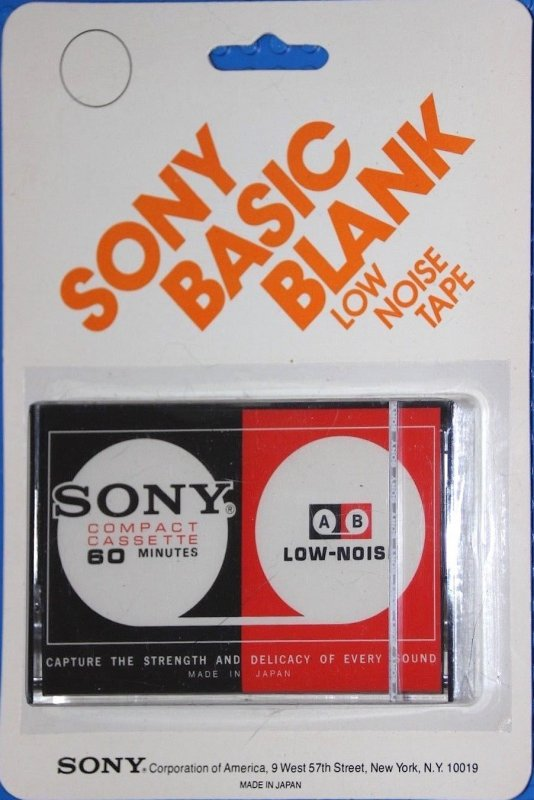 SONY
BASIC
BLANK
LOW
NOISE
TAPE
SONY®
COMPACT
CASSETTE
60 MINUTES
A B
LOW-NOIS
CAPTURE THE STRENGTH AND DELICACY OF EVERY SOUND
MADE IN JAPAN
SONY® Corporation of America, 9 West 57th Street, New York, N.Y. 10019
MADE IN JAPAN